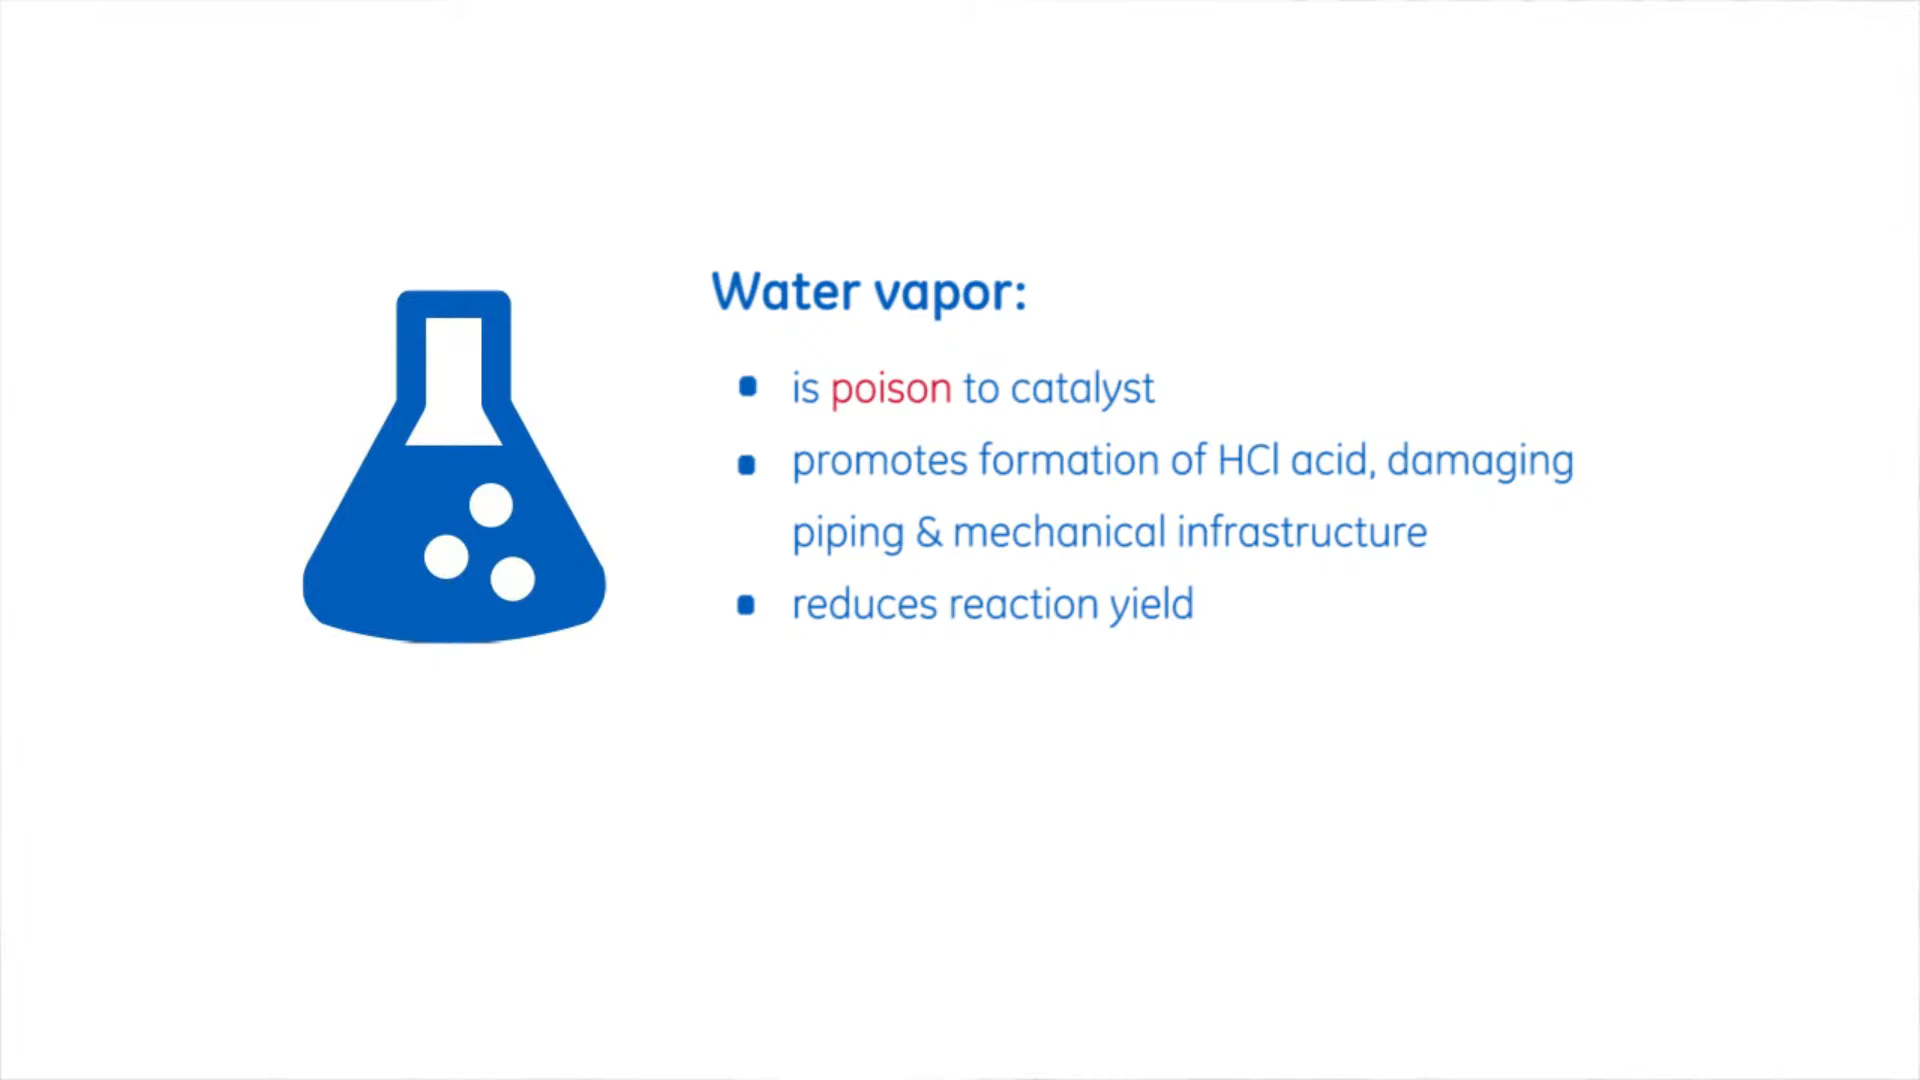 Water vapor:
is poison to catalyst
promotes formation of HCl acid, damaging
piping & mechanical infrastructure
reduces reaction yield